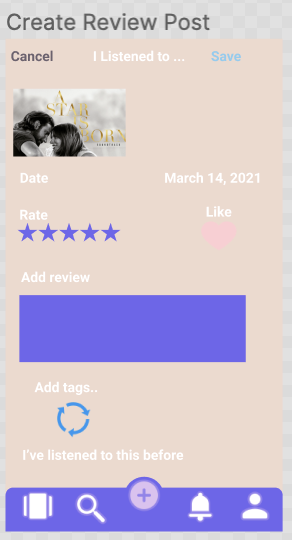 Create Review Post
Cancel I Listened to ... Save
A
STAR
IS
BORN
Date March 14, 2021
Rate Like
Add review
Add tags..
I've listened to this before